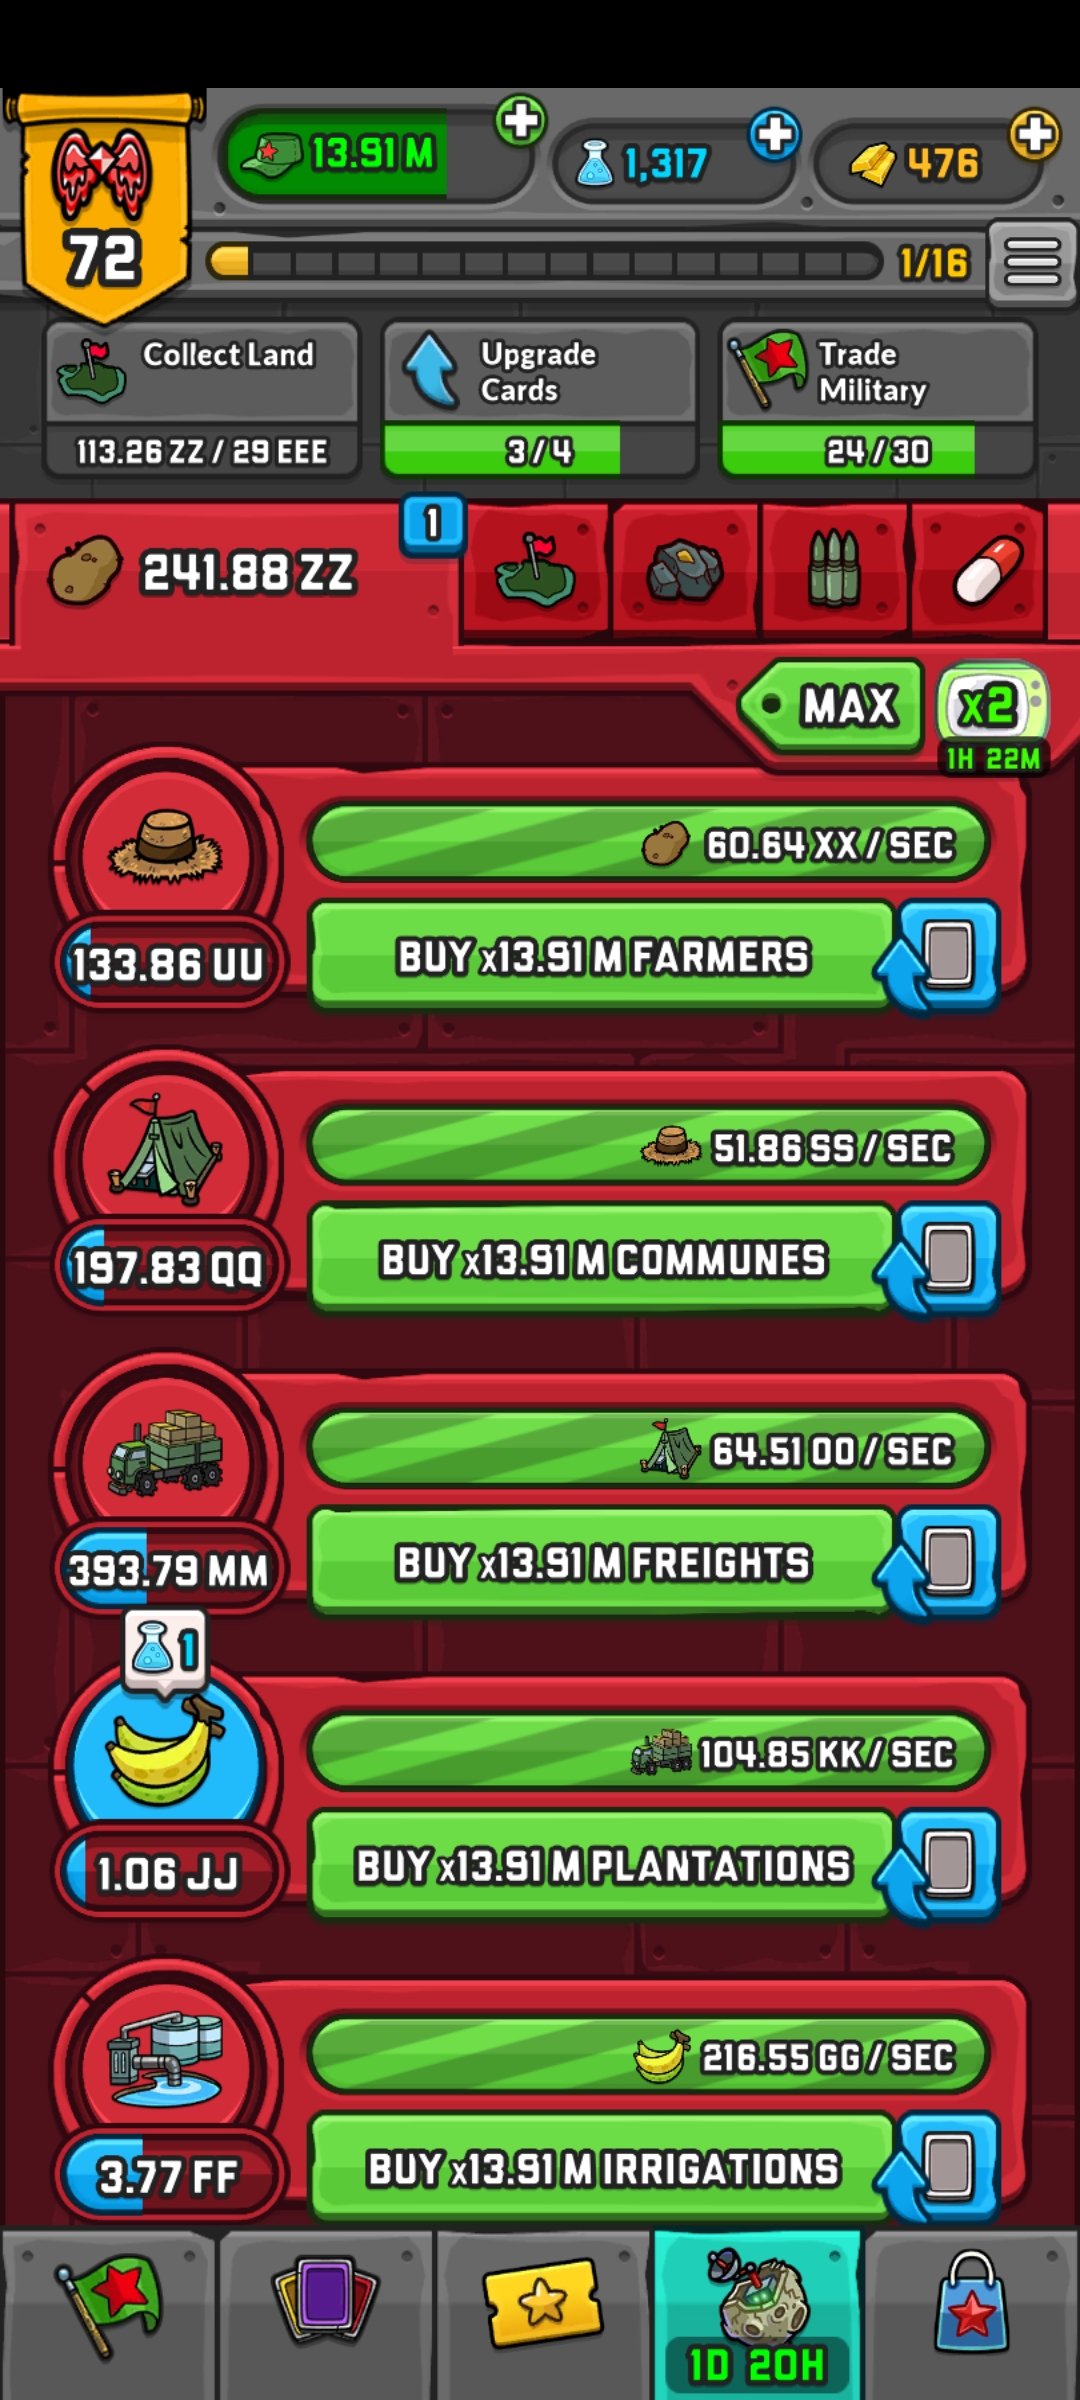 13.91 M
1,317
476
72
1/16
Collect Land
113.26 ZZ / 29 EEE
Upgrade
Cards
3 / 4
Trade
Military
24 / 30
241.88 ZZ
1
MAX
x2
1H 22M
60.64 XX / SEC
133.86 UU
BUY x13.91 M FARMERS
51.86 SS / SEC
197.83 QQ
BUY x13.91 M COMMUNES
64.51 OO / SEC
393.79 MM
BUY x13.91 M FREIGHTS
1
104.85 KK / SEC
1.06 JJ
BUY x13.91 M PLANTATIONS
216.55 GG / SEC
3.77 FF
BUY x13.91 M IRRIGATIONS
1D 20H